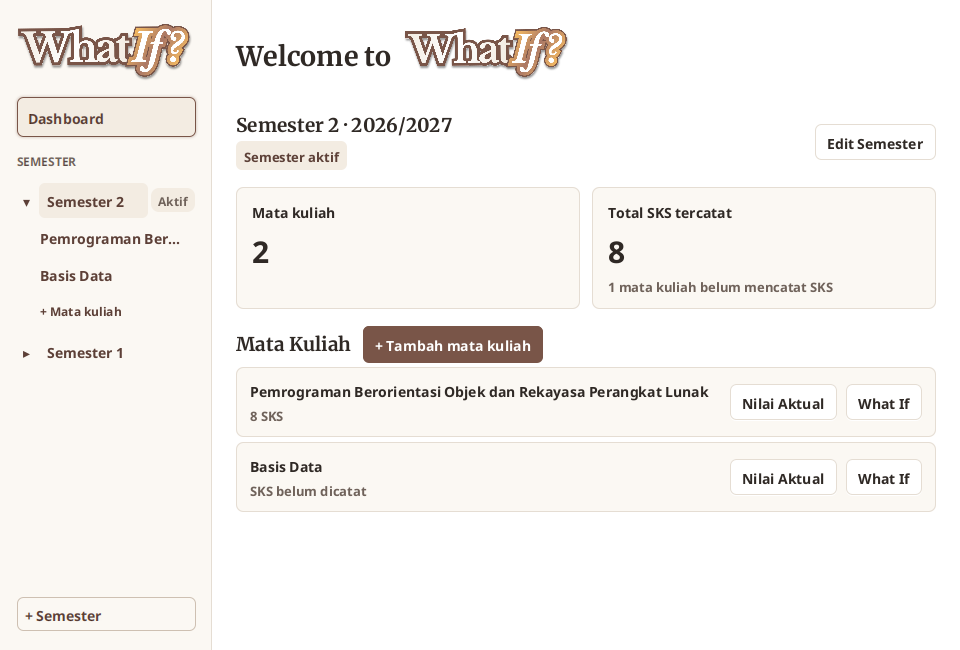 WhatIf?
Dashboard
SEMESTER
▾ Semester 2 Aktif
Pemrograman Ber...
Basis Data
+ Mata kuliah
▸ Semester 1
+ Semester
Welcome to WhatIf?
Semester 2 · 2026/2027
Semester aktif
Edit Semester
Mata kuliah
2
Total SKS tercatat
8
1 mata kuliah belum mencatat SKS
Mata Kuliah + Tambah mata kuliah
Pemrograman Berorientasi Objek dan Rekayasa Perangkat Lunak
8 SKS
Nilai Aktual What If
Basis Data
SKS belum dicatat
Nilai Aktual What If